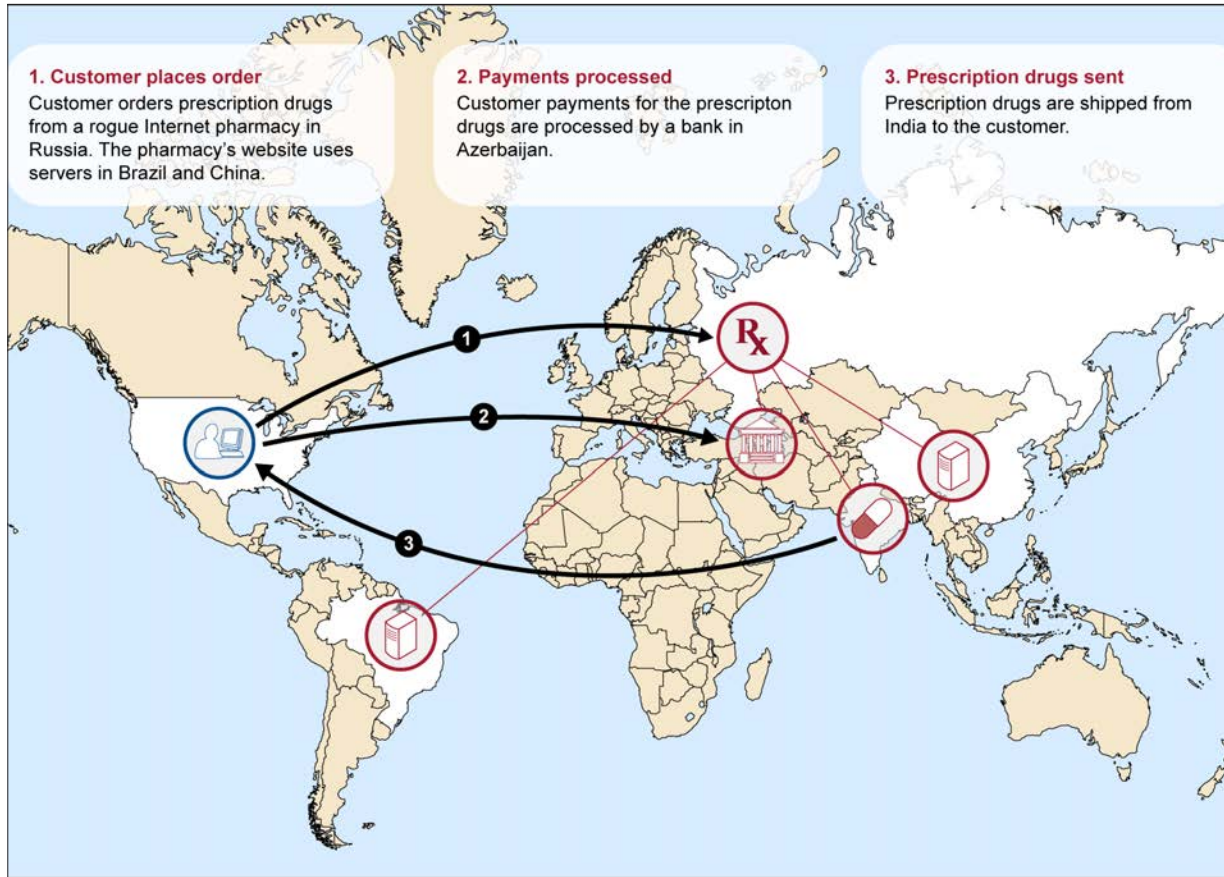 1. Customer places order
Customer orders prescription drugs
from a rogue Internet pharmacy in
Russia. The pharmacy's website uses
servers in Brazil and China.
2. Payments processed
Customer payments for the prescripton
drugs are processed by a bank in
Azerbaijan.
3. Prescription drugs sent
Prescription drugs are shipped from
India to the customer.
1
Rx
2
3